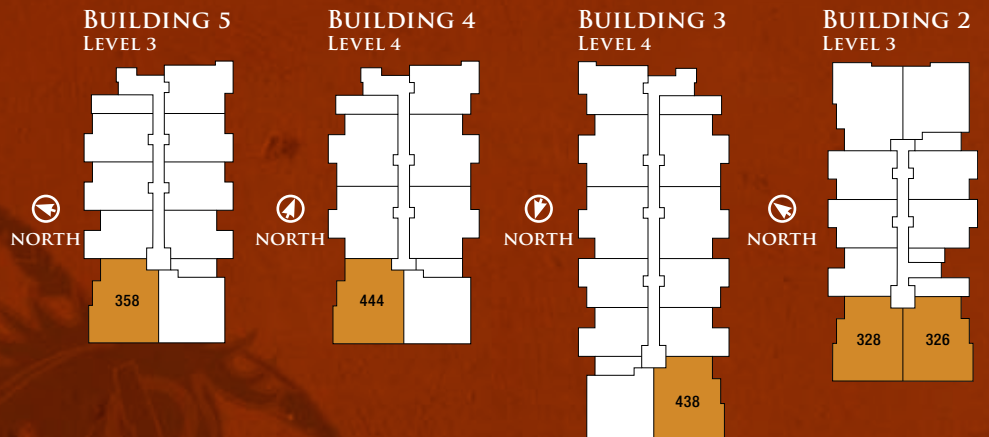 BUILDING 5
LEVEL 3
NORTH
358
BUILDING 4
LEVEL 4
NORTH
444
BUILDING 3
LEVEL 4
NORTH
438
BUILDING 2
LEVEL 3
NORTH
328
326